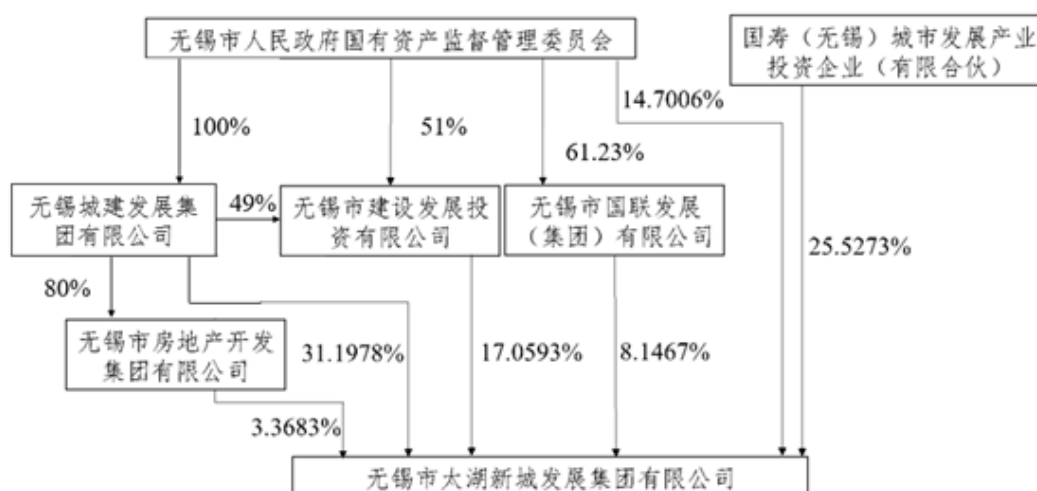 无锡市人民政府国有资产监督管理委员会
国寿（无锡）城市发展产业
投资企业（有限合伙）
14.7006%
100%
51%
61.23%
无锡城建发展集
团有限公司
49%
无锡市建设发展投
资有限公司
无锡市国联发展
（集团）有限公司
25.5273%
80%
无锡市房地产开发
集团有限公司
31.1978%
17.0593%
8.1467%
3.3683%
无锡市太湖新城发展集团有限公司